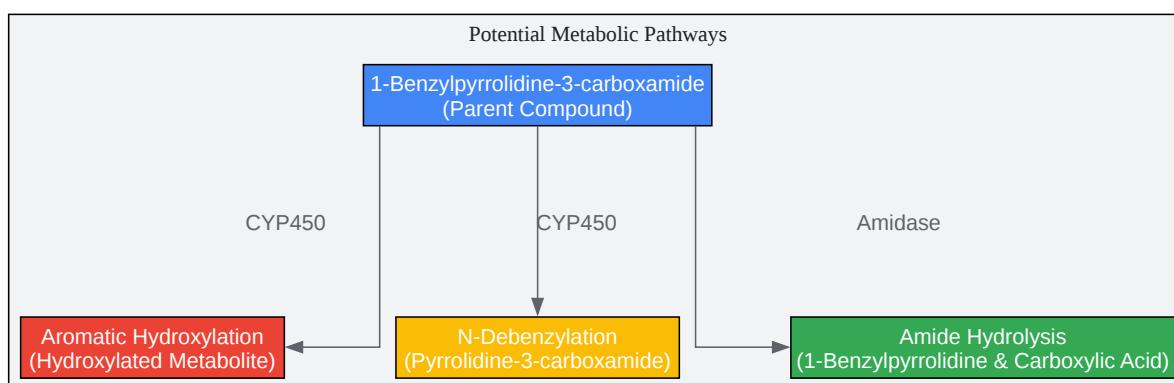 Potential Metabolic Pathways
1-Benzylpyrrolidine-3-carboxamide
(Parent Compound)
CYP450
CYP450
Amidase
Aromatic Hydroxylation
(Hydroxylated Metabolite)
N-Debenzylation
(Pyrrolidine-3-carboxamide)
Amide Hydrolysis
(1-Benzylpyrrolidine & Carboxylic Acid)